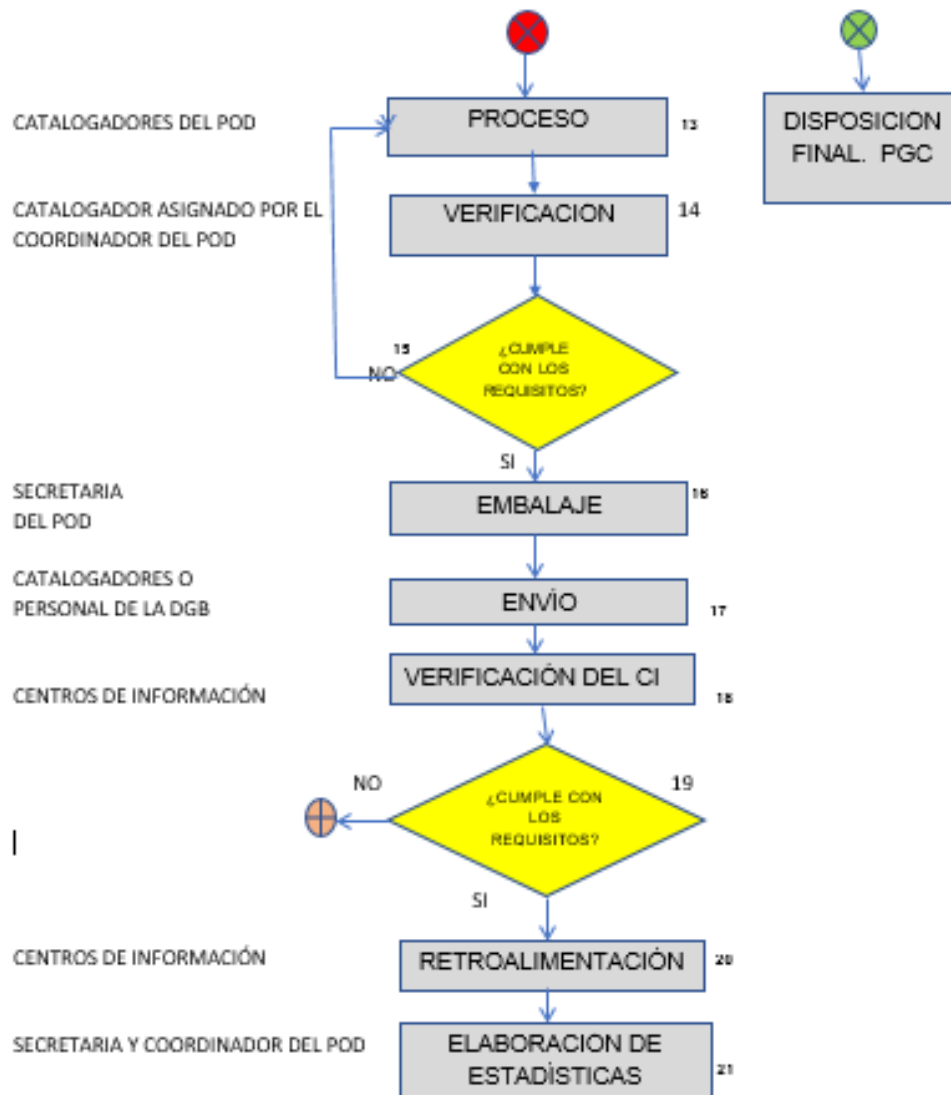 CATALOGADORES DEL POD
PROCESO
13
DISPOSICION
FINAL. PGC
CATALOGADOR ASIGNADO POR EL
COORDINADOR DEL POD
VERIFICACION
14
15
NO
¿CUMPLE
CON LOS
REQUISITOS?
SI
SECRETARIA
DEL POD
EMBALAJE
16
CATALOGADORES O
PERSONAL DE LA DGB
ENVÌO
17
CENTROS DE INFORMACIÓN
VERIFICACIÓN DEL CI
18
NO
19
¿CUMPLE CON
LOS
REQUISITOS?
SI
CENTROS DE INFORMACIÓN
RETROALIMENTACIÓN
20
SECRETARIA Y COORDINADOR DEL POD
ELABORACION DE
ESTADÌSTICAS
21